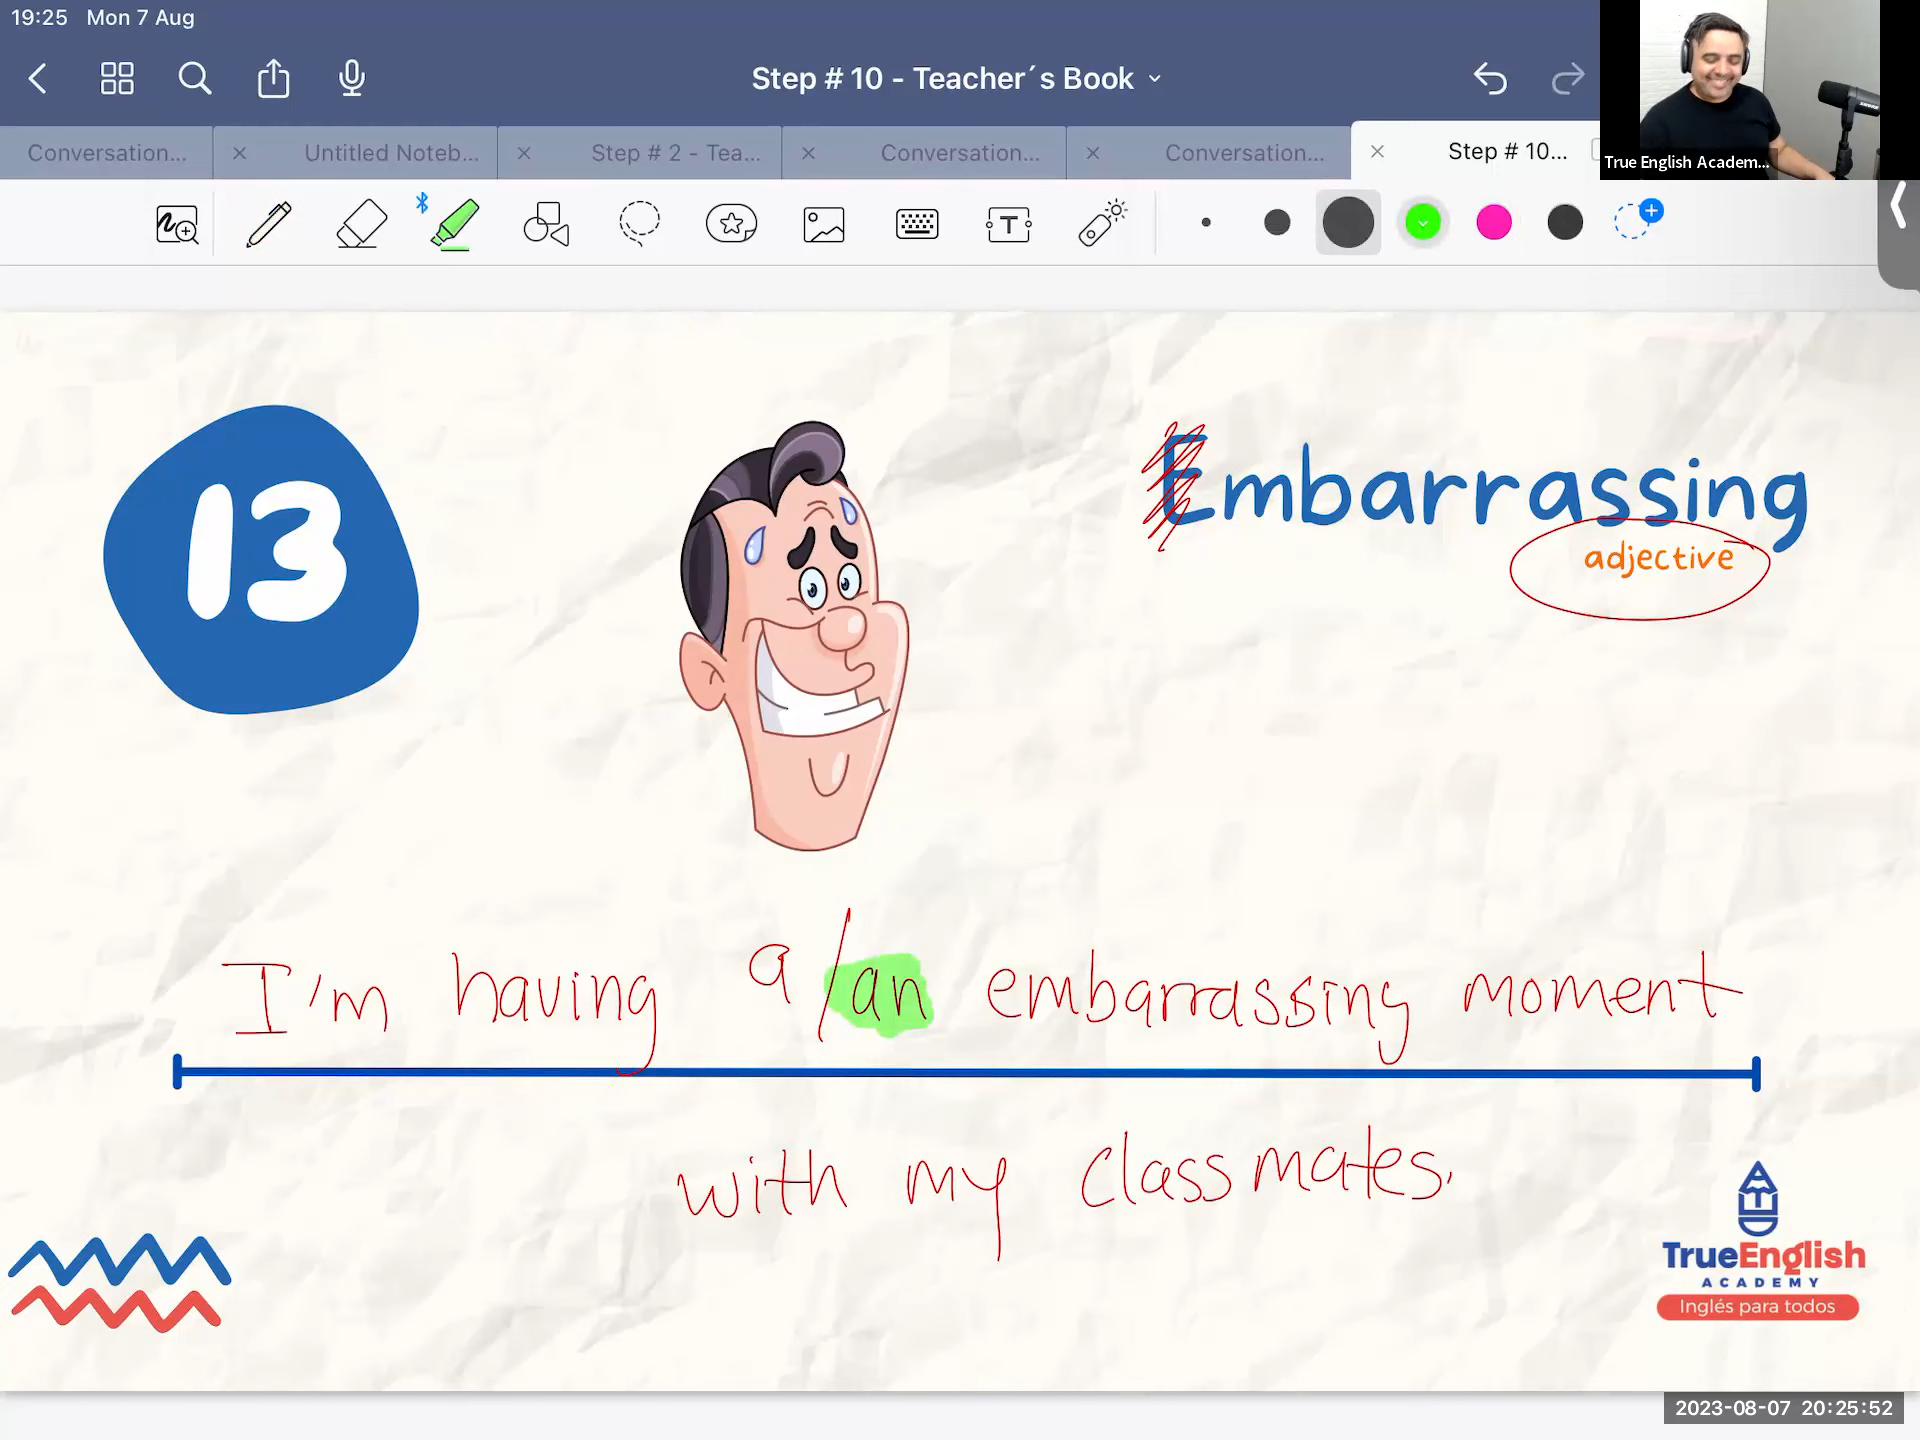 19:25 Mon 7 Aug
Step # 10 - Teacher´s Book
True English Academ...
Conversation...
Untitled Noteb...
Step # 2 - Tea...
Conversation...
Conversation...
Step # 10...
13
Embarrassing
adjective
I'm having a/an embarrassing moment
with my classmates.
TrueEnglish
ACADEMY
Inglés para todos
2023-08-07 20:25:52